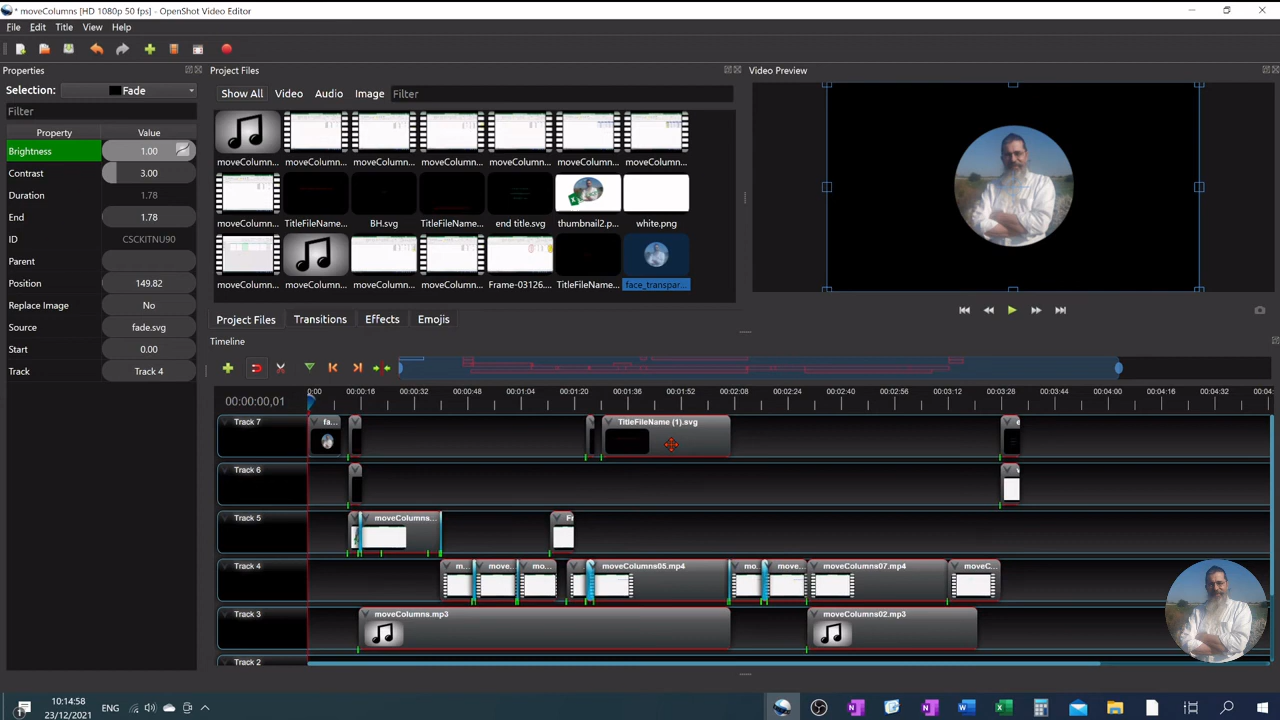 * moveColumns [HD 1080p 50 fps] - OpenShot Video Editor
File Edit Title View Help
Properties
Selection: Fade
Filter
Property Value
Brightness 1.00
Contrast 3.00
Duration 1.78
End 1.78
ID CSCKITNU90
Parent
Position 149.82
Replace Image No
Source fade.svg
Start 0.00
Track Track 4
Project Files
Show All Video Audio Image Filter
moveColumn... moveColumn... moveColumn... moveColumn... moveColumn... moveColumn... moveColumn...
moveColumn... TitleFileName... BH.svg TitleFileName... end title.svg thumbnail2.p... white.png
moveColumn... moveColumn... moveColumn... moveColumn... Frame-03126... TitleFileName... face_transpar...
Project Files Transitions Effects Emojis
Video Preview
Timeline
00:00:00,01
0:00 00:00:16 00:00:32 00:00:48 00:01:04 00:01:20 00:01:36 00:01:52 00:02:08 00:02:24 00:02:40 00:02:56 00:03:12 00:03:28 00:03:44 00:04:00 00:04:16 00:04:32 00:04:
Track 7 fa... TitleFileName (1).svg
Track 6
Track 5 moveColumns... Fr
Track 4 m... move... mo... moveColumns05.mp4 mo... move... moveColumns07.mp4 moveC...
Track 3 moveColumns.mp3 moveColumns02.mp3
Track 2
10:14:58
23/12/2021
ENG